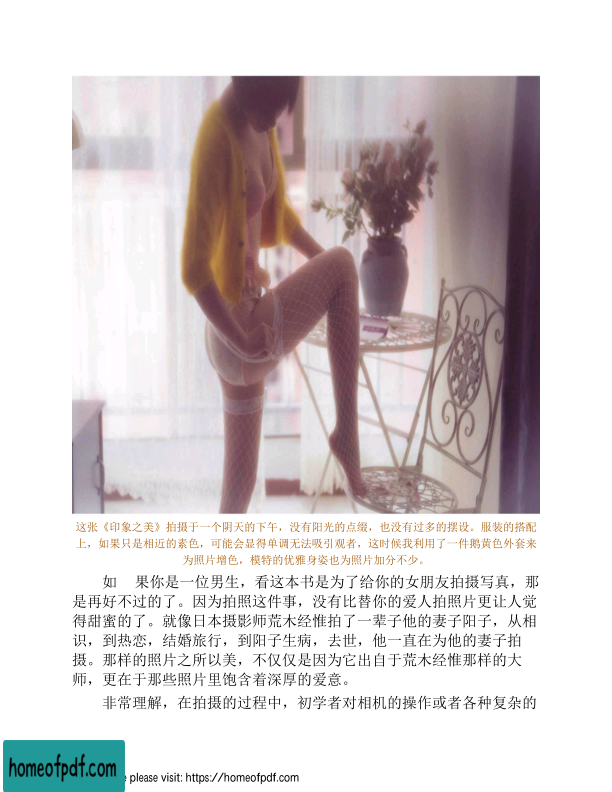 这张《印象之美》拍摄于一个阴天的下午，没有阳光的点缀，也没有过多的摆设。服装的搭配
上，如果只是相近的素色，可能会显得单调无法吸引观者，这时候我利用了一件鹅黄色外套来
为照片增色，模特的优雅身姿也为照片加分不少。
如 果你是一位男生，看这本书是为了给你的女朋友拍摄写真，那
是再好不过的了。因为拍照这件事，没有比替你的爱人拍照片更让人觉
得甜蜜的了。就像日本摄影师荒木经惟拍了一辈子他的妻子阳子，从相
识，到热恋，结婚旅行，到阳子生病，去世，他一直在为他的妻子拍
摄。那样的照片之所以美，不仅仅是因为它出自于荒木经惟那样的大
师，更在于那些照片里饱含着深厚的爱意。
非常理解，在拍摄的过程中，初学者对相机的操作或者各种复杂的
homeofpdf.com
e please visit: https://homeofpdf.com